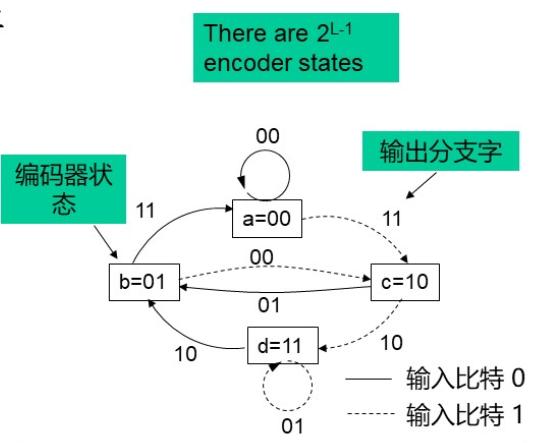 There are 2^{L-1}
encoder states
00
输出分支字
编码器状
态
11
a=00
11
00
b=01
c=10
01
10
d=11
10
输入比特 0
输入比特 1
01